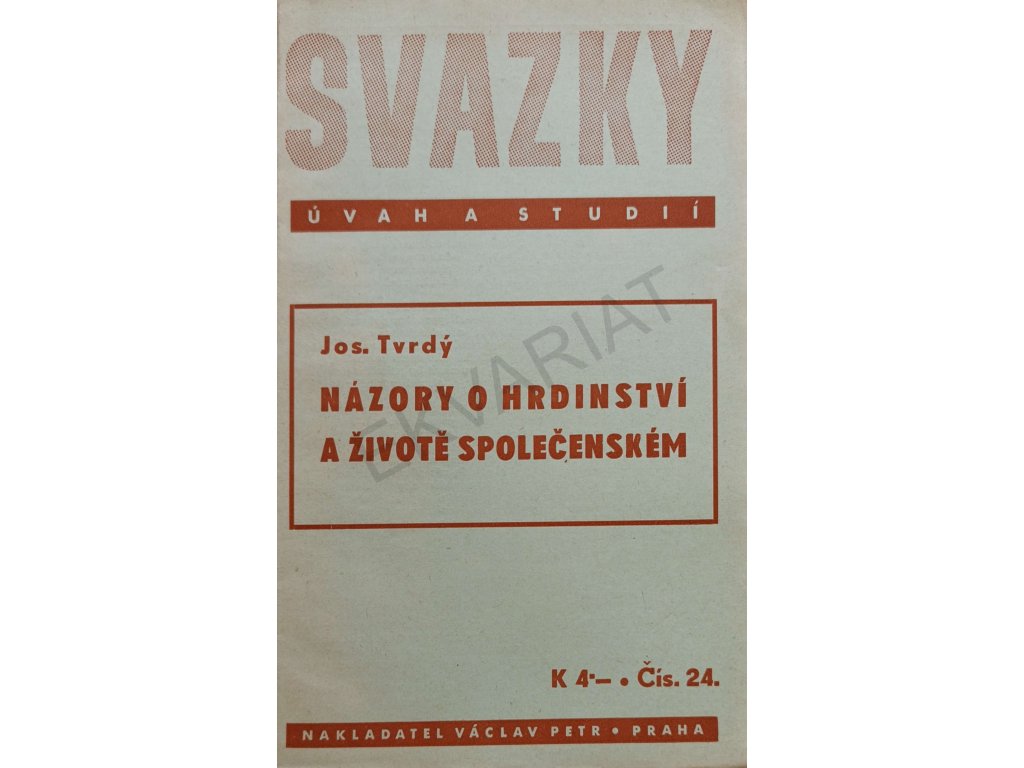 SVAZKY
ÚVAH A STUDIÍ
Jos. Tvrdý
NÁZORY O HRDINSTVÍ
A ŽIVOTĚ SPOLEČENSKÉM
EKVARIAT
K 4·— • Čís. 24.
NAKLADATEL VÁCLAV PETR • PRAHA